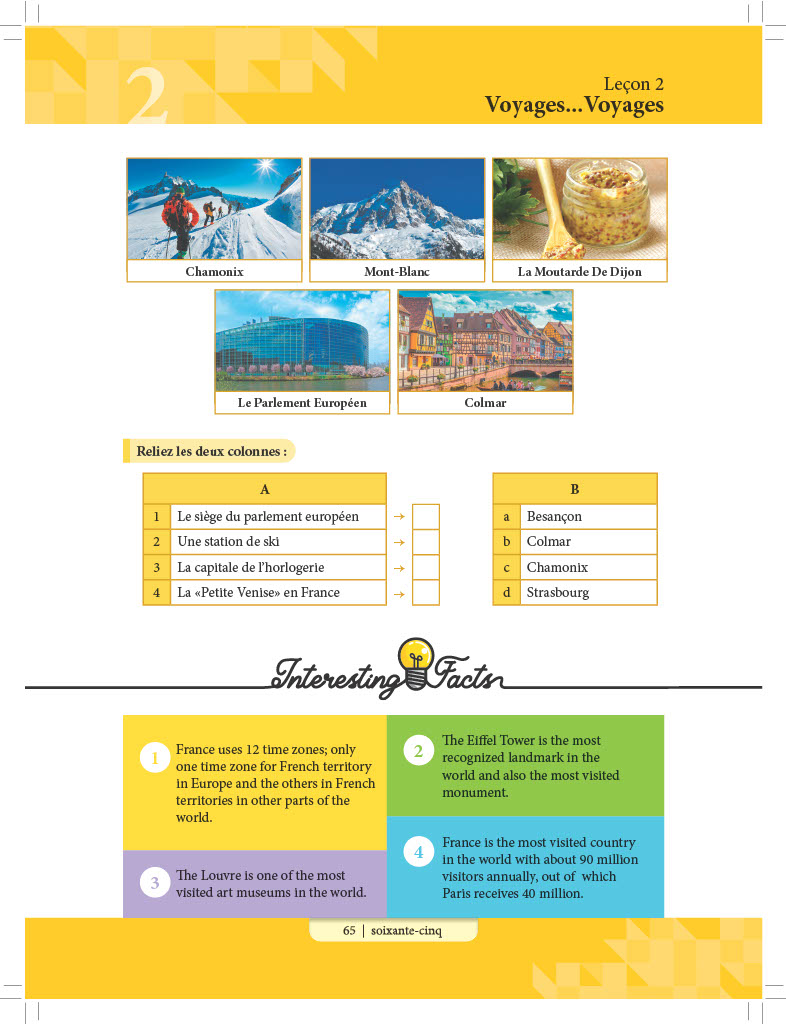 2
Leçon 2
Voyages...Voyages
Chamonix
Mont-Blanc
La Moutarde De Dijon
Le Parlement Européen
Colmar
Reliez les deux colonnes :
A
1 Le siège du parlement européen →
2 Une station de ski →
3 La capitale de l'horlogerie →
4 La «Petite Venise» en France →
B
a Besançon
b Colmar
c Chamonix
d Strasbourg
Interesting Facts
1
France uses 12 time zones; only
one time zone for French territory
in Europe and the others in French
territories in other parts of the
world.
2
The Eiffel Tower is the most
recognized landmark in the
world and also the most visited
monument.
3
The Louvre is one of the most
visited art museums in the world.
4
France is the most visited country
in the world with about 90 million
visitors annually, out of which
Paris receives 40 million.
65 | soixante-cinq